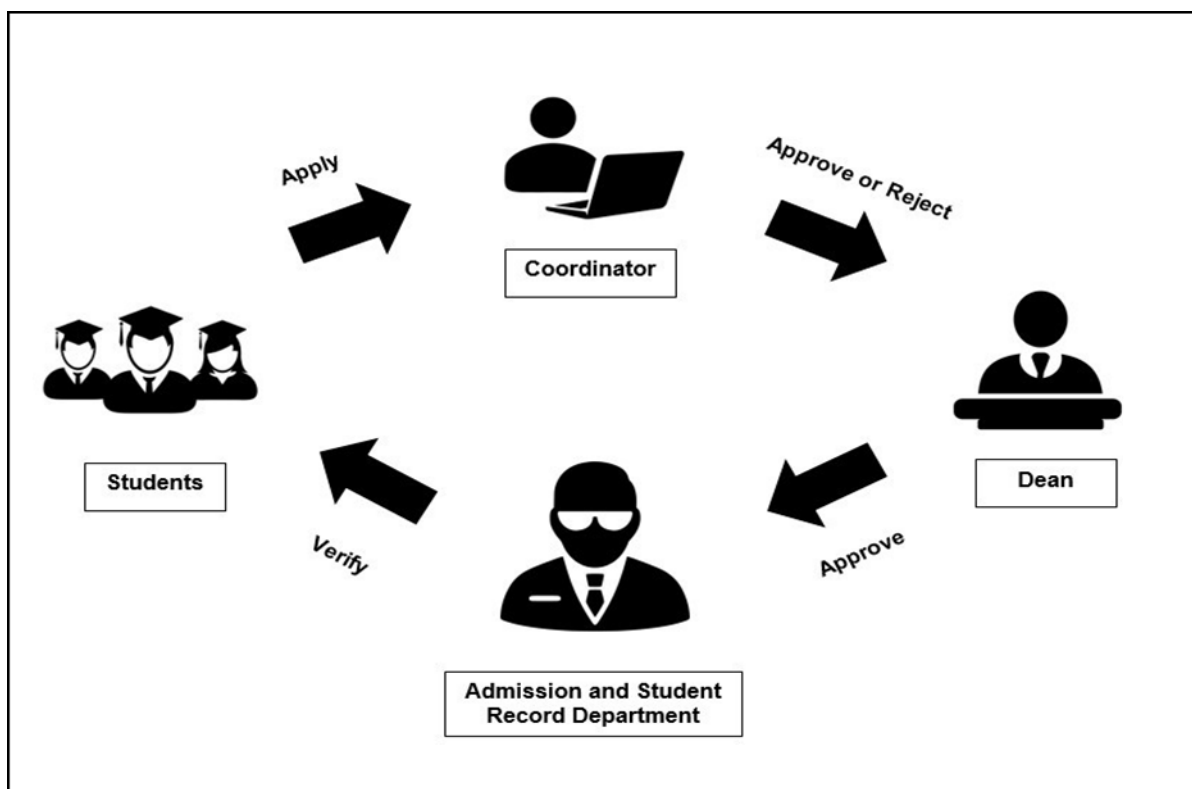 Apply
Approve or Reject
Coordinator
Students
Dean
Verify
Approve
Admission and Student
Record Department